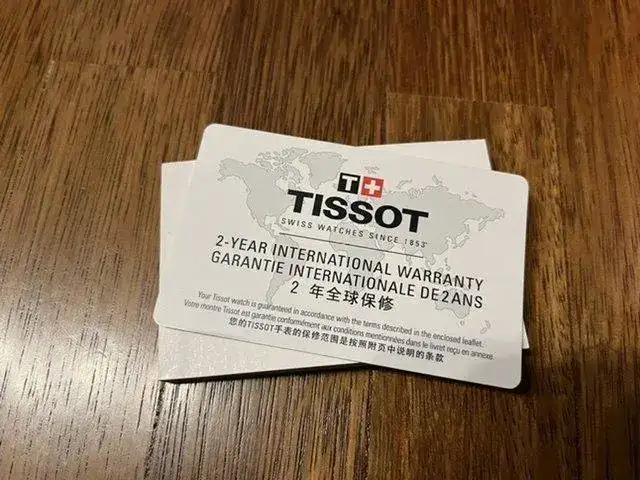 T+
TISSOT
SWISS WATCHES SINCE 1853
2-YEAR INTERNATIONAL WARRANTY
GARANTIE INTERNATIONALE DE 2 ANS
2 年全球保修
Your Tissot watch is guaranteed in accordance with the terms described in the enclosed leaflet.
Votre montre Tissot est garantie conformément aux conditions mentionnées dans le livret reçu en annexe.
您的TISSOT手表的保修范围是按照附页中说明的条款